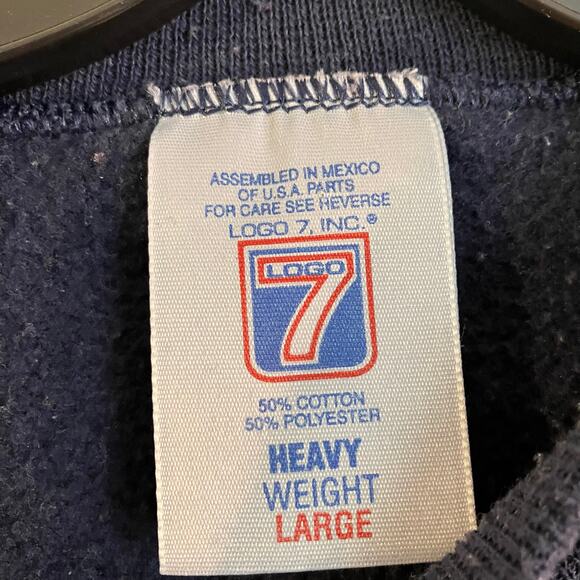 ASSEMBLED IN MEXICO
OF U.S.A. PARTS
FOR CARE SEE REVERSE
LOGO 7, INC.®
LOGO
7
50% COTTON
50% POLYESTER
HEAVY
WEIGHT
LARGE